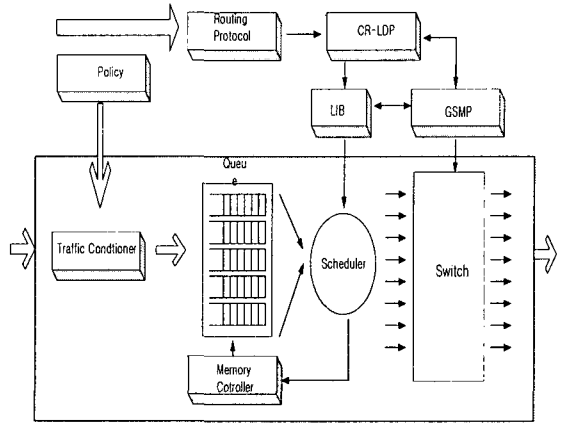 Routing
Protocol
CR-LDP
Policy
LIB
GSMP
Queu
e
Traffic Condtioner
Scheduler
Switch
Memory
Cotroller